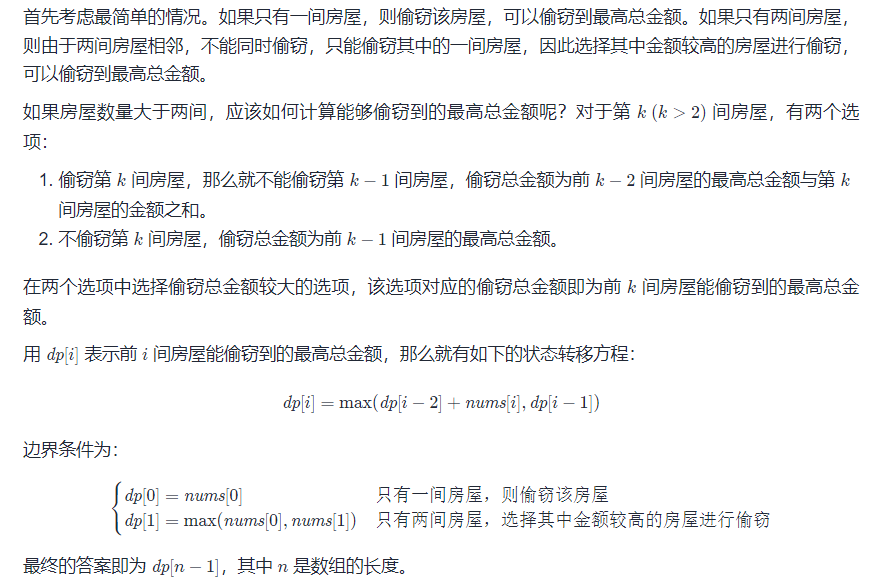 首先考虑最简单的情况。如果只有一间房屋，则偷窃该房屋，可以偷窃到最高总金额。如果只有两间房屋，
则由于两间房屋相邻，不能同时偷窃，只能偷窃其中的一间房屋，因此选择其中金额较高的房屋进行偷窃，
可以偷窃到最高总金额。
如果房屋数量大于两间，应该如何计算能够偷窃到的最高总金额呢？对于第 k (k > 2) 间房屋，有两个选
项：
1. 偷窃第 k 间房屋，那么就不能偷窃第 k − 1 间房屋，偷窃总金额为前 k − 2 间房屋的最高总金额与第 k
间房屋的金额之和。
2. 不偷窃第 k 间房屋，偷窃总金额为前 k − 1 间房屋的最高总金额。
在两个选项中选择偷窃总金额较大的选项，该选项对应的偷窃总金额即为前 k 间房屋能偷窃到的最高总金
额。
用 dp[i] 表示前 i 间房屋能偷窃到的最高总金额，那么就有如下的状态转移方程：
dp[i] = max(dp[i − 2] + nums[i], dp[i − 1])
边界条件为：
dp[0] = nums[0] 只有一间房屋，则偷窃该房屋
dp[1] = max(nums[0], nums[1]) 只有两间房屋，选择其中金额较高的房屋进行偷窃
最终的答案即为 dp[n − 1]，其中 n 是数组的长度。